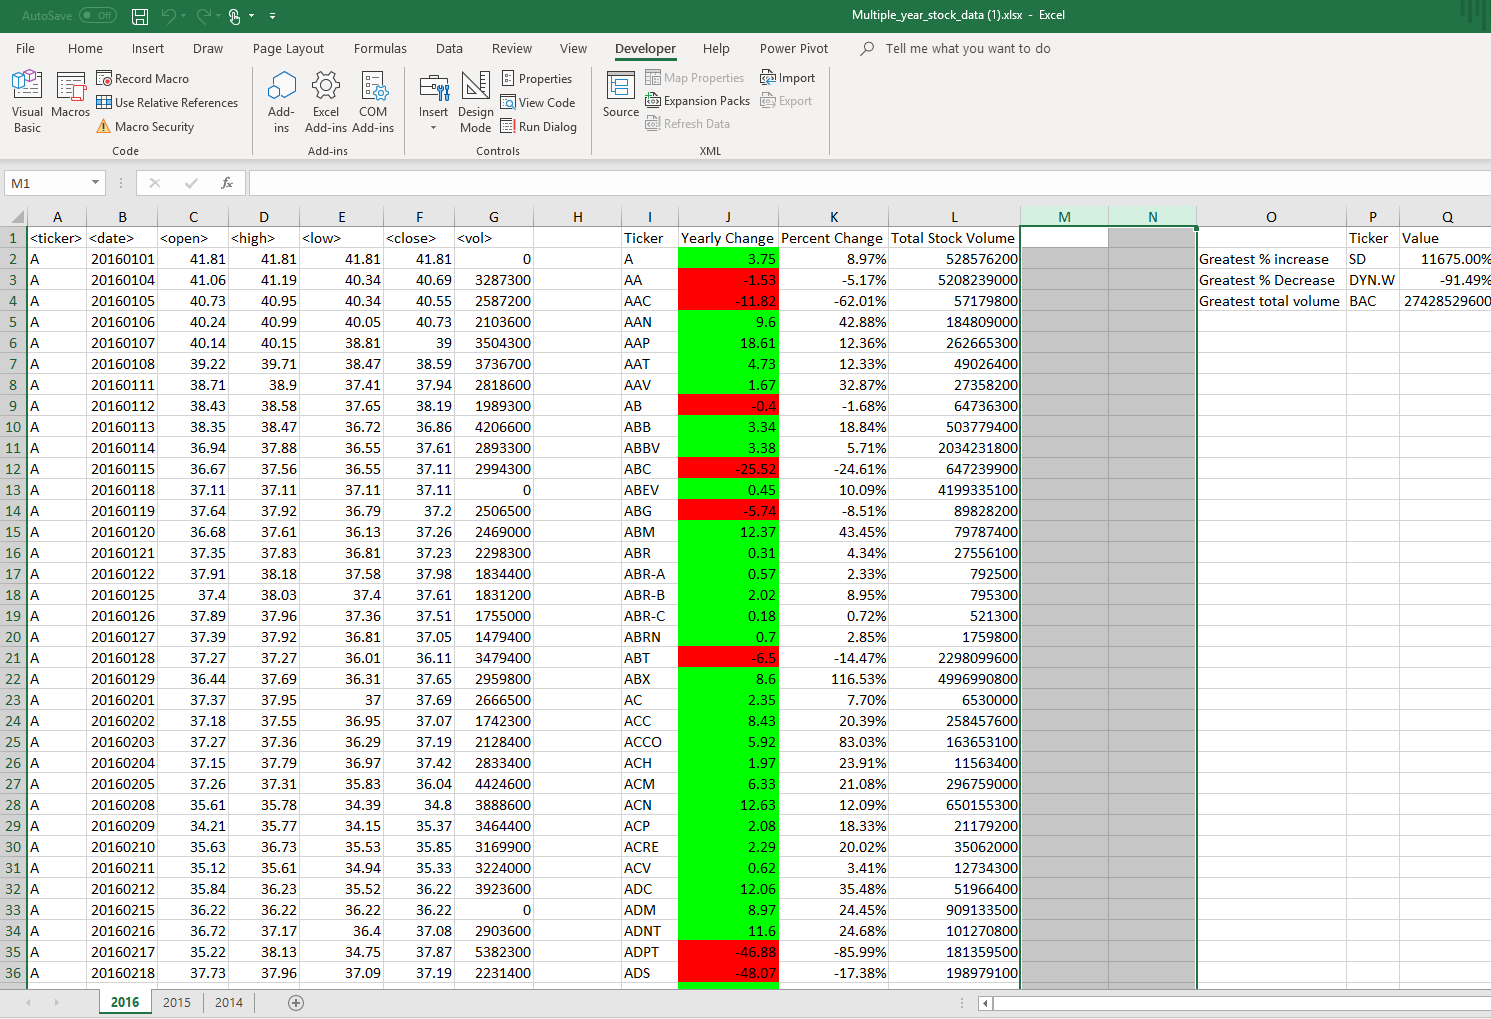 AutoSave Off Multiple_year_stock_data (1).xlsx - Excel
File Home Insert Draw Page Layout Formulas Data Review View Developer Help Power Pivot Tell me what you want to do
Visual Basic Macros Record Macro Use Relative References Macro Security Code
Add-ins Excel Add-ins COM Add-ins Add-ins
Insert Design Mode Properties View Code Run Dialog Controls
Source Map Properties Expansion Packs Refresh Data Import Export XML
M1 fx
A B C D E F G H I J K L M N O P Q
1 <ticker> <date> <open> <high> <low> <close> <vol> Ticker Yearly Change Percent Change Total Stock Volume Ticker Value
2 A 20160101 41.81 41.81 41.81 41.81 0 A 3.75 8.97% 528576200 Greatest % increase SD 11675.00%
3 A 20160104 41.06 41.19 40.34 40.69 3287300 AA -1.53 -5.17% 5208239000 Greatest % Decrease DYN.W -91.49%
4 A 20160105 40.73 40.95 40.34 40.55 2587200 AAC -11.82 -62.01% 57179800 Greatest total volume BAC 27428529600
5 A 20160106 40.24 40.99 40.05 40.73 2103600 AAN 9.6 42.88% 184809000
6 A 20160107 40.14 40.15 38.81 39 3504300 AAP 18.61 12.36% 262665300
7 A 20160108 39.22 39.71 38.47 38.59 3736700 AAT 4.73 12.33% 49026400
8 A 20160111 38.71 38.9 37.41 37.94 2818600 AAV 1.67 32.87% 27358200
9 A 20160112 38.43 38.58 37.65 38.19 1989300 AB -0.4 -1.68% 64736300
10 A 20160113 38.35 38.47 36.72 36.86 4206600 ABB 3.34 18.84% 503779400
11 A 20160114 36.94 37.88 36.55 37.61 2893300 ABBV 3.38 5.71% 2034231800
12 A 20160115 36.67 37.56 36.55 37.11 2994300 ABC -25.52 -24.61% 647239900
13 A 20160118 37.11 37.11 37.11 37.11 0 ABEV 0.45 10.09% 4199335100
14 A 20160119 37.64 37.92 36.79 37.2 2506500 ABG -5.74 -8.51% 89828200
15 A 20160120 36.68 37.61 36.13 37.26 2469000 ABM 12.37 43.45% 79787400
16 A 20160121 37.35 37.83 36.81 37.23 2298300 ABR 0.31 4.34% 27556100
17 A 20160122 37.91 38.18 37.58 37.98 1834400 ABR-A 0.57 2.33% 792500
18 A 20160125 37.4 38.03 37.4 37.61 1831200 ABR-B 2.02 8.95% 795300
19 A 20160126 37.89 37.96 37.36 37.51 1755000 ABR-C 0.18 0.72% 521300
20 A 20160127 37.39 37.92 36.81 37.05 1479400 ABRN 0.7 2.85% 1759800
21 A 20160128 37.27 37.27 36.01 36.11 3479400 ABT -6.5 -14.47% 2298099600
22 A 20160129 36.44 37.69 36.31 37.65 2959800 ABX 8.6 116.53% 4996990800
23 A 20160201 37.37 37.95 37 37.69 2666500 AC 2.35 7.70% 6530000
24 A 20160202 37.18 37.55 36.95 37.07 1742300 ACC 8.43 20.39% 258457600
25 A 20160203 37.27 37.36 36.29 37.19 2128400 ACCO 5.92 83.03% 163653100
26 A 20160204 37.15 37.79 36.97 37.42 2833400 ACH 1.97 23.91% 11563400
27 A 20160205 37.26 37.31 35.83 36.04 4424600 ACM 6.33 21.08% 296759000
28 A 20160208 35.61 35.78 34.39 34.8 3888600 ACN 12.63 12.09% 650155300
29 A 20160209 34.21 35.77 34.15 35.37 3464400 ACP 2.08 18.33% 21179200
30 A 20160210 35.63 36.73 35.53 35.85 3169900 ACRE 2.29 20.02% 35062000
31 A 20160211 35.12 35.61 34.94 35.33 3224000 ACV 0.62 3.41% 12734300
32 A 20160212 35.84 36.23 35.52 36.22 3923600 ADC 12.06 35.48% 51966400
33 A 20160215 36.22 36.22 36.22 36.22 0 ADM 8.97 24.45% 909133500
34 A 20160216 36.72 37.17 36.4 37.08 2903600 ADNT 11.6 24.68% 101270800
35 A 20160217 35.22 38.13 34.75 37.87 5382300 ADPT -46.88 -85.99% 181359500
36 A 20160218 37.73 37.96 37.09 37.19 2231400 ADS -48.07 -17.38% 198979100
2016 2015 2014